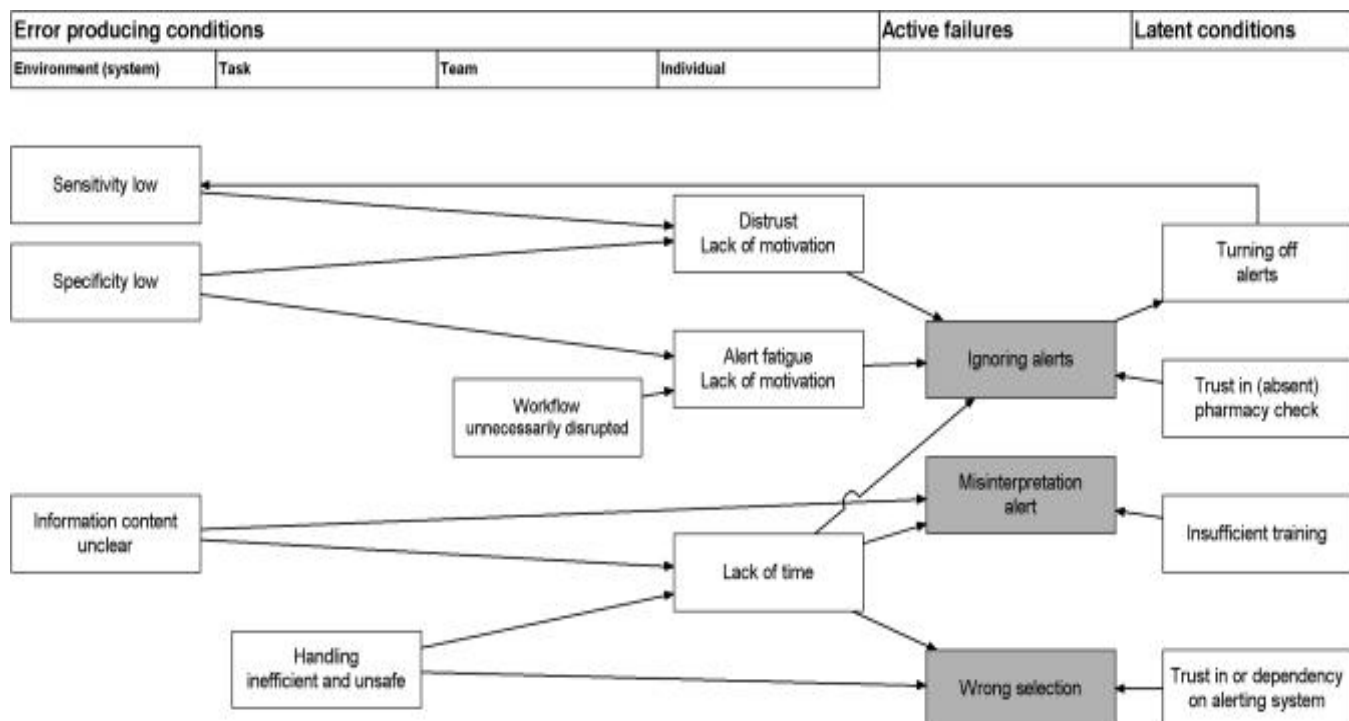 Error producing conditions
Active failures
Latent conditions
Environment (system)
Task
Team
Individual
Sensitivity low
Distrust
Lack of motivation
Turning off
alerts
Specificity low
Ignoring alerts
Alert fatigue
Lack of motivation
Trust in (absent)
pharmacy check
Workflow
unnecessarily disrupted
Misinterpretation
alert
Information content
unclear
Insufficient training
Lack of time
Handling
inefficient and unsafe
Wrong selection
Trust in or dependency
on alerting system